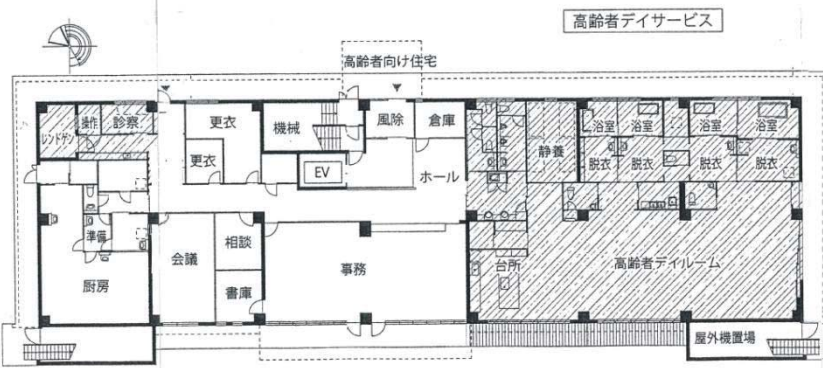 高齢者デイサービス
高齢者向け住宅
レントゲン
操作
診察
更衣
更衣
機械
風除
倉庫
EV
ホール
静養
浴室
浴室
浴室
浴室
脱衣
脱衣
脱衣
脱衣
準備
厨房
会議
相談
書庫
事務
台所
高齢者デイルーム
屋外機置場